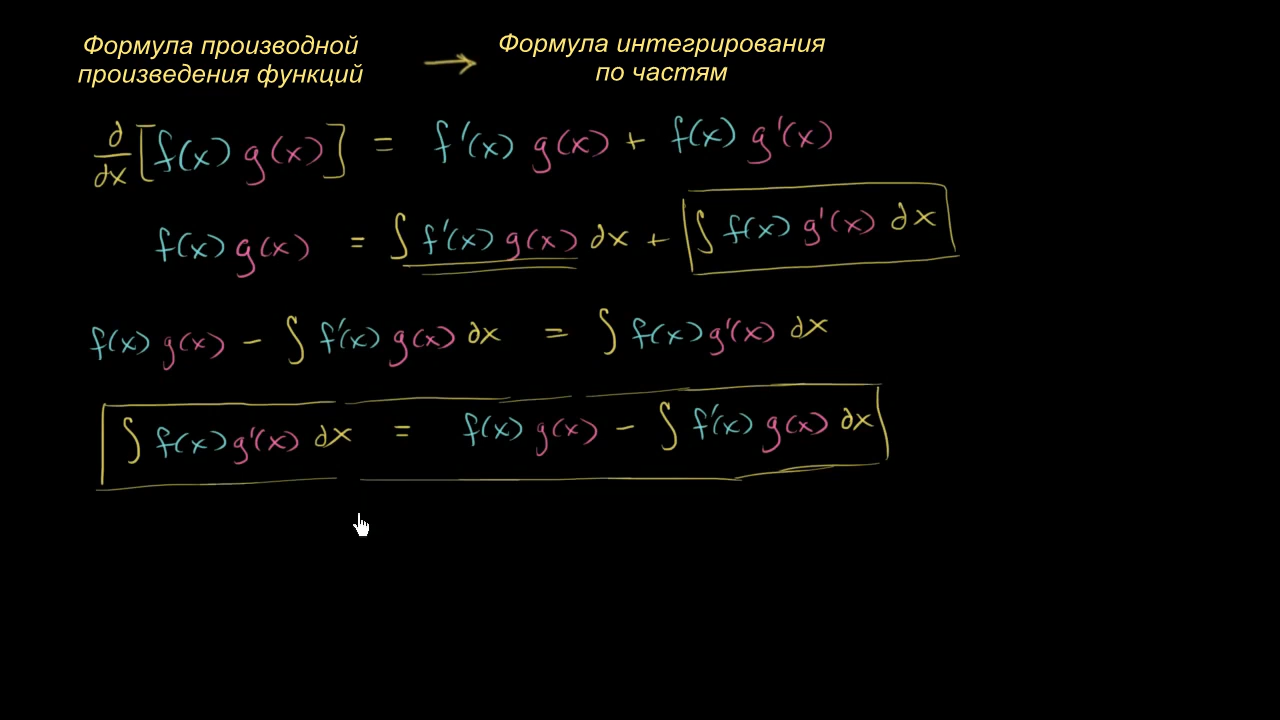 Формула производной произведения функций → Формула интегрирования по частям
d/dx [f(x) g(x)] = f'(x) g(x) + f(x) g'(x)
f(x) g(x) = ∫ f'(x) g(x) dx + ∫ f(x) g'(x) dx
f(x) g(x) - ∫ f'(x) g(x) dx = ∫ f(x) g'(x) dx
∫ f(x) g'(x) dx = f(x) g(x) - ∫ f'(x) g(x) dx